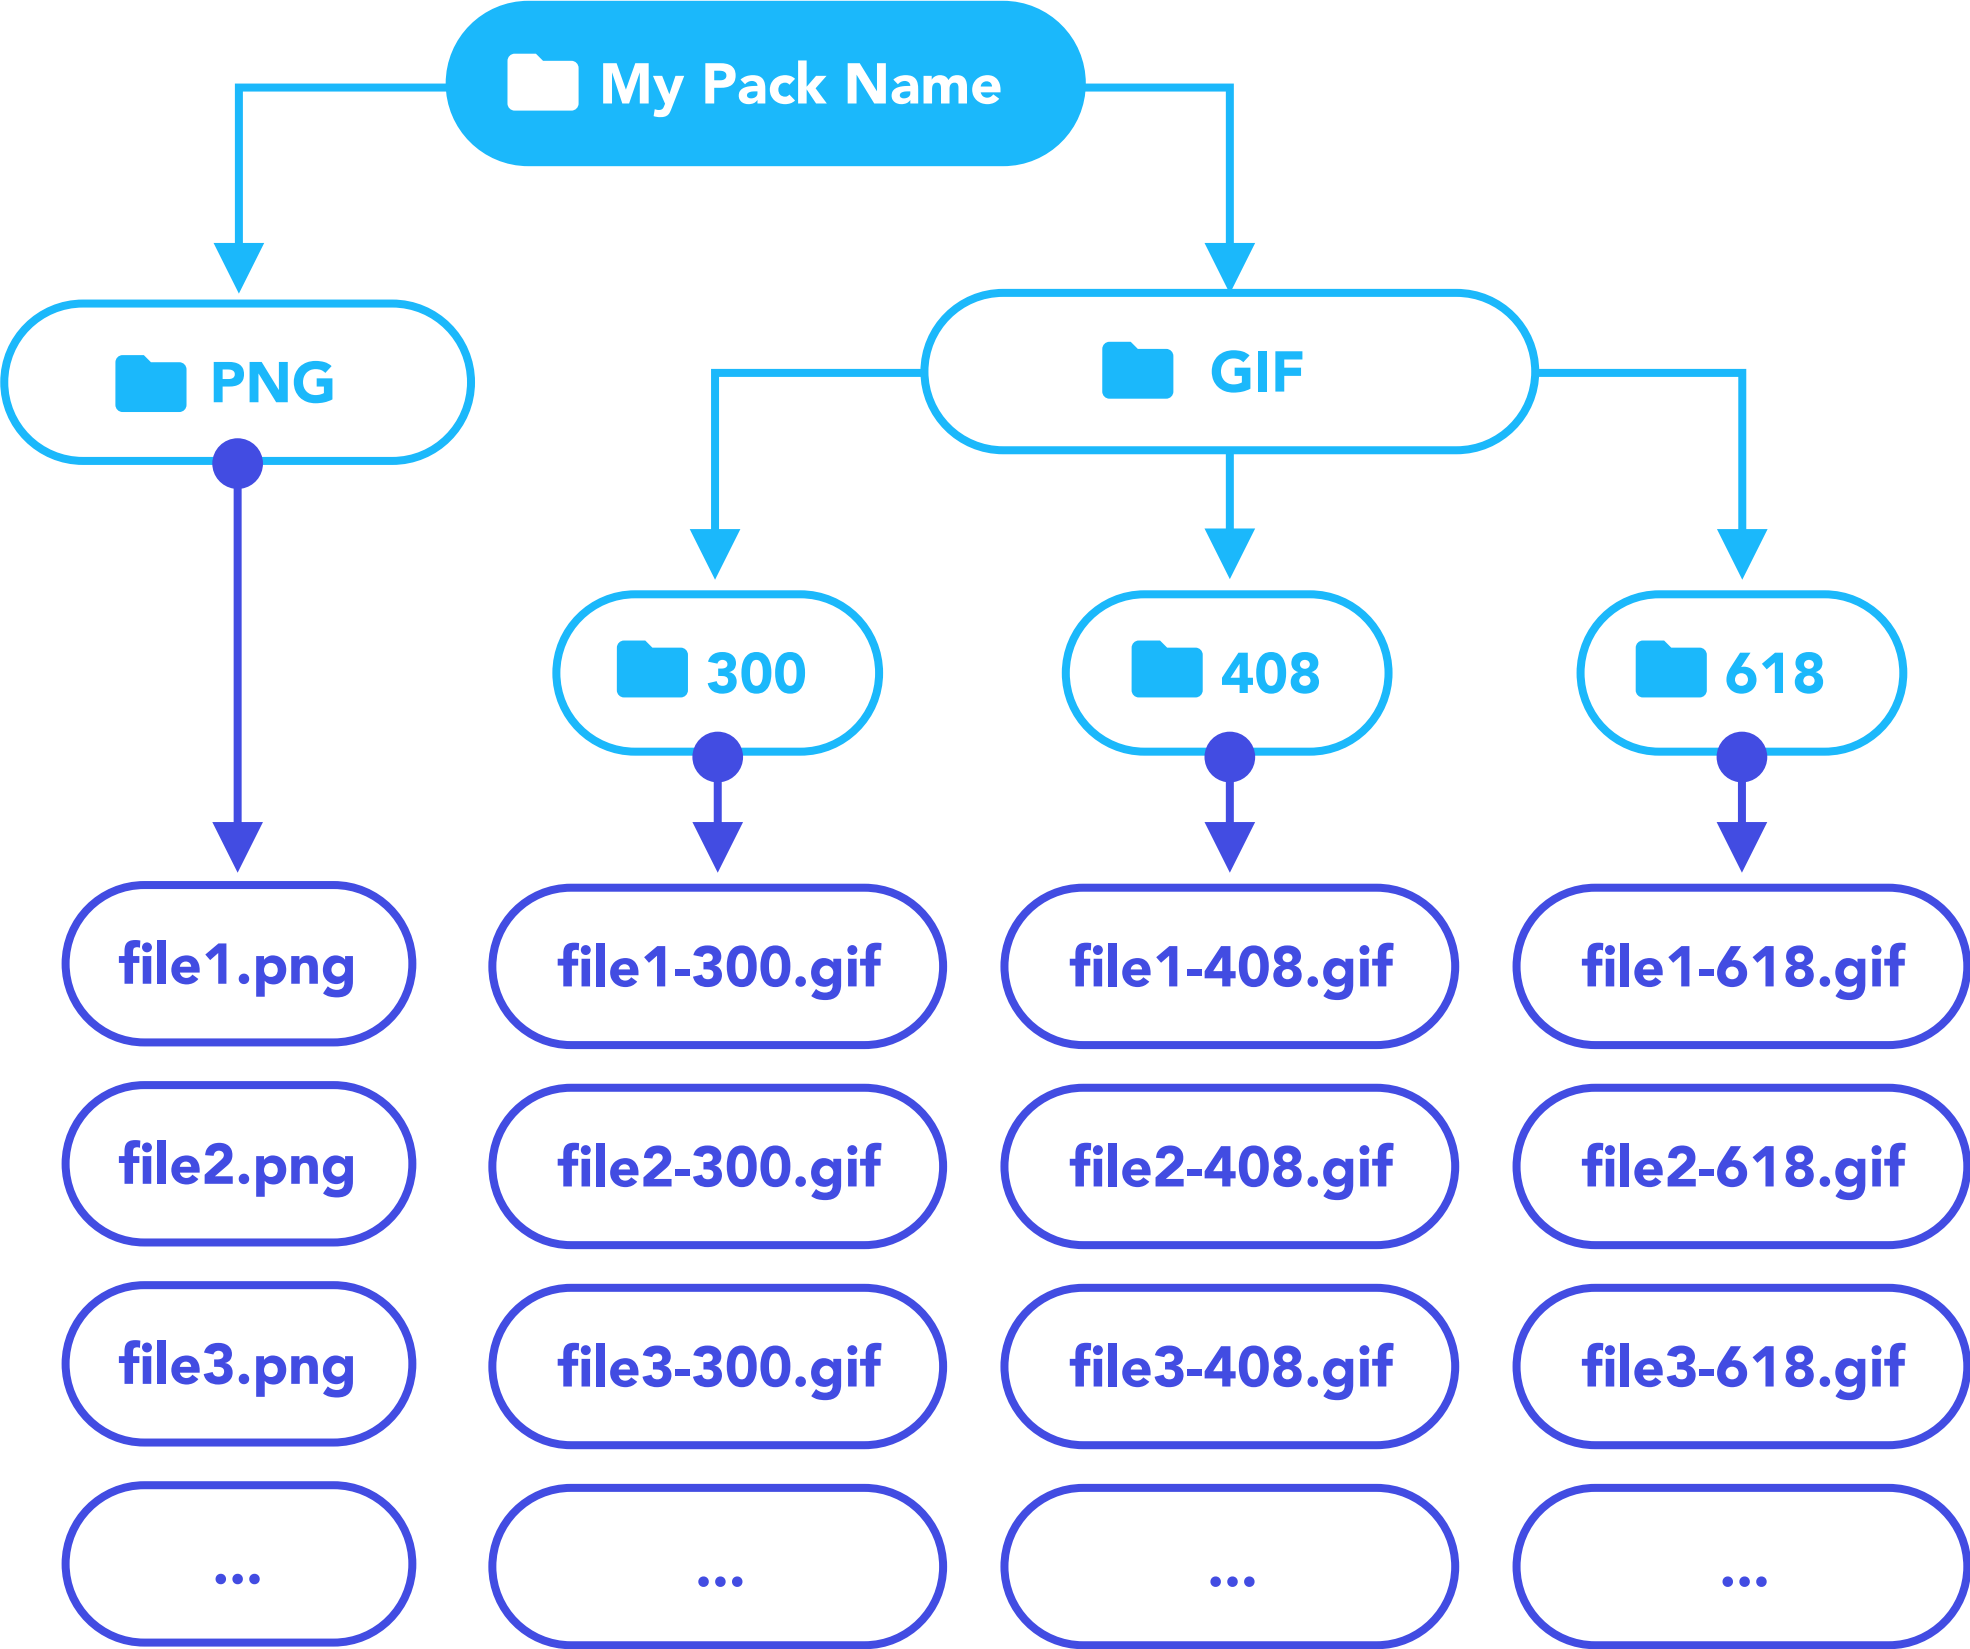 My Pack Name
PNG
GIF
300
408
618
file1.png
file1-300.gif
file1-408.gif
file1-618.gif
file2.png
file2-300.gif
file2-408.gif
file2-618.gif
file3.png
file3-300.gif
file3-408.gif
file3-618.gif
...
...
...
...